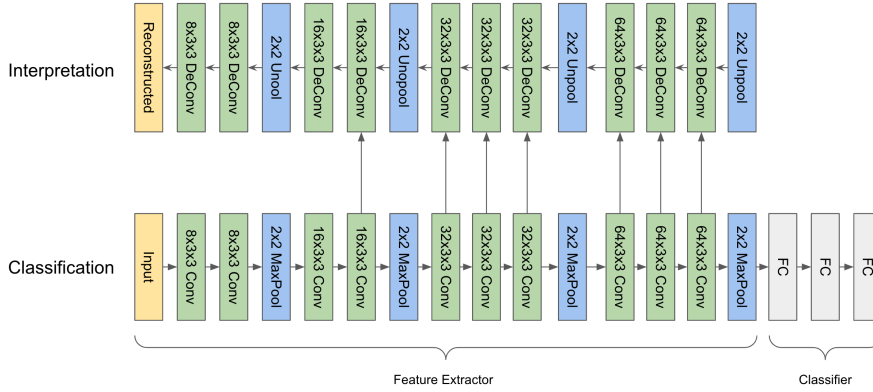 Interpretation
Reconstructed
8x3x3 DeConv
8x3x3 DeConv
2x2 Unool
16x3x3 DeConv
16x3x3 DeConv
2x2 Unopool
32x3x3 DeConv
32x3x3 DeConv
32x3x3 DeConv
2x2 Unpool
64x3x3 DeConv
64x3x3 DeConv
64x3x3 DeConv
2x2 Unpool
Classification
Input
8x3x3 Conv
8x3x3 Conv
2x2 MaxPool
16x3x3 Conv
16x3x3 Conv
2x2 MaxPool
32x3x3 Conv
32x3x3 Conv
32x3x3 Conv
2x2 MaxPool
64x3x3 Conv
64x3x3 Conv
64x3x3 Conv
2x2 MaxPool
FC
FC
FC
Feature Extractor
Classifier